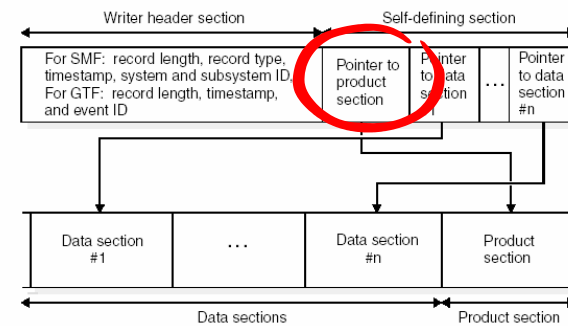 Writer header section
Self-defining section
For SMF: record length, record type,
timestamp, system and subsystem ID,
For GTF: record length, timestamp,
and event ID
Pointer to
product
section
Pointer
to data
section
Pointer
to data
section
#n
...
Data section
#1
...
Data section
#n
Product
section
Data sections
Product section